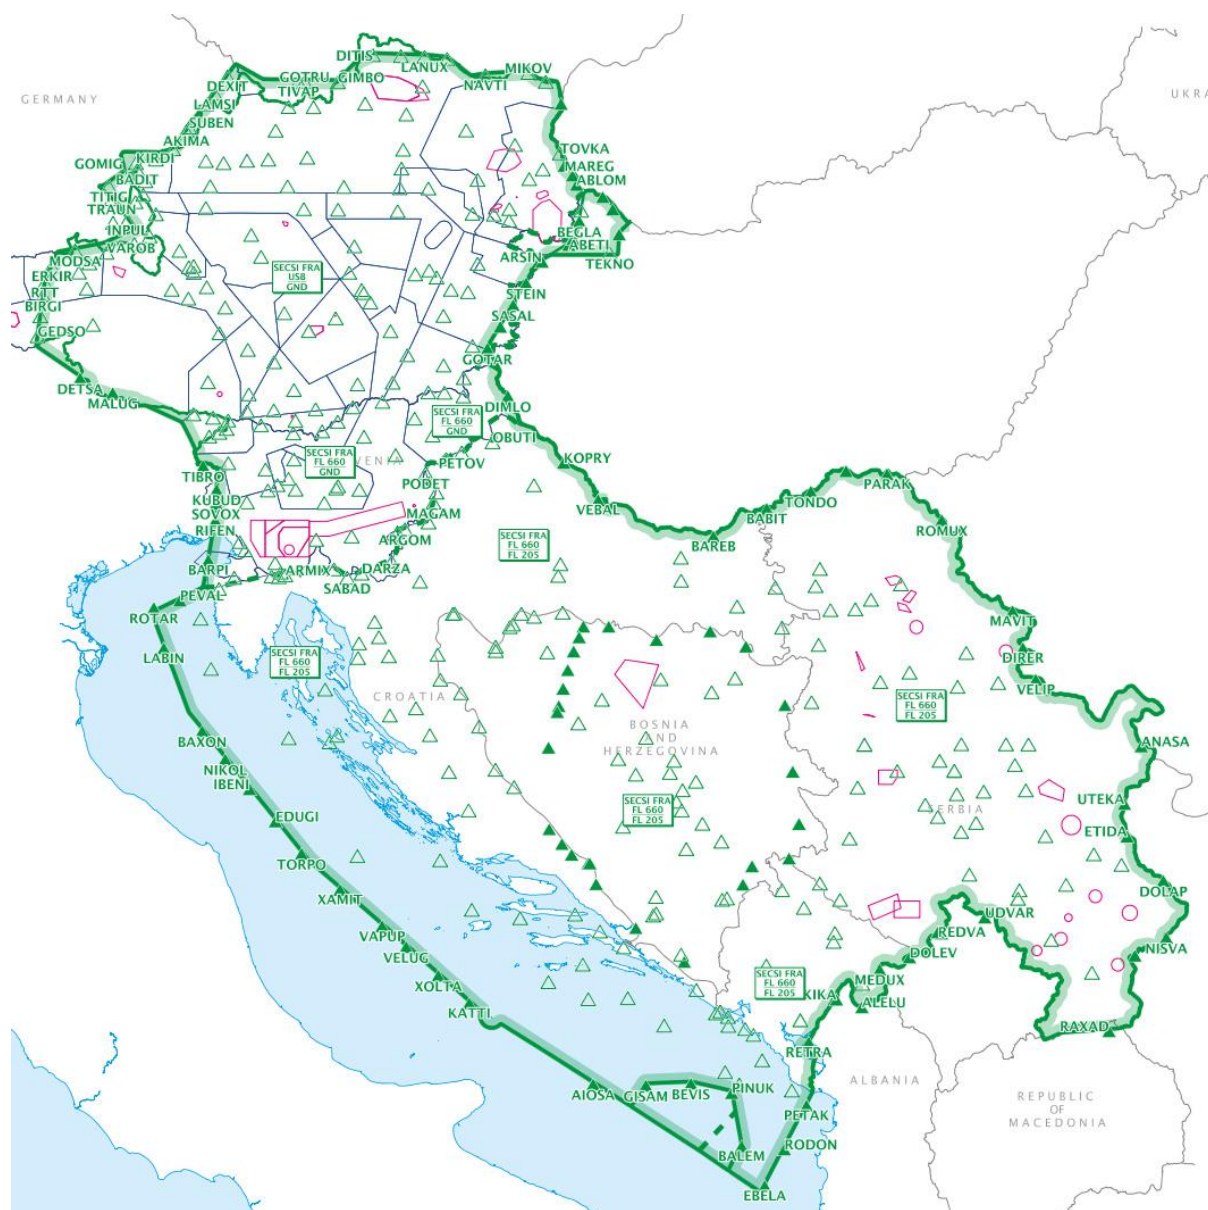 DITIS
LANUX
MIKOV
NAVTI
GOTRU
GIMBO
TIVAP
DEXIT
GERMANY
UKRA
LAMSI
SUBEN
AKIMA
KIRDI
GOMIG
BADIT
TITIG
TRAUN
INPUL
VAROB
MODSA
ERKIR
RTT
BIRGI
GEDSO
DETSA
MALUG
TOVKA
MAREG
ABLOM
BEGLA
ABETI
ARSIN
TEKNO
STEIN
SASAL
GOTAR
DIMLO
OBUTI
SECSI FRA
USB
GND
SECSI FRA
FL 660
GND
SECSI FRA
FL 660
GND
VENIA
PETOV
PODET
MAGAM
ARGOM
DARZA
SABAD
ARMIX
TIBRO
KUBUD
SOVOX
RIFEN
BARPI
PEVAL
ROTAR
LABIN
KOPRY
VEBAL
BAREB
BABIT
TONDO
PARAK
ROMUX
MAVIT
DIRER
VELIP
ANASA
UTEKA
ETIDA
DOLAP
NISVA
RAXAD
UDVAR
REDVA
DOLEV
MEDUX
ALELU
KIKA
SECSI FRA
FL 660
FL 205
SECSI FRA
FL 660
FL 205
CROATIA
BOSNIA
AND
HERZEGOVINA
SECSI FRA
FL 660
FL 205
SECSI FRA
FL 660
FL 205
SERBIA
SECSI FRA
FL 660
FL 205
BAXON
NIKOL
IBENI
EDUGI
TORPO
XAMIT
VAPUP
VELUG
XOLTA
KATTI
AIOSA
GISAM
BEVIS
PINUK
BALEM
EBELA
RODON
PETAK
RETRA
ALBANIA
REPUBLIC
OF
MACEDONIA